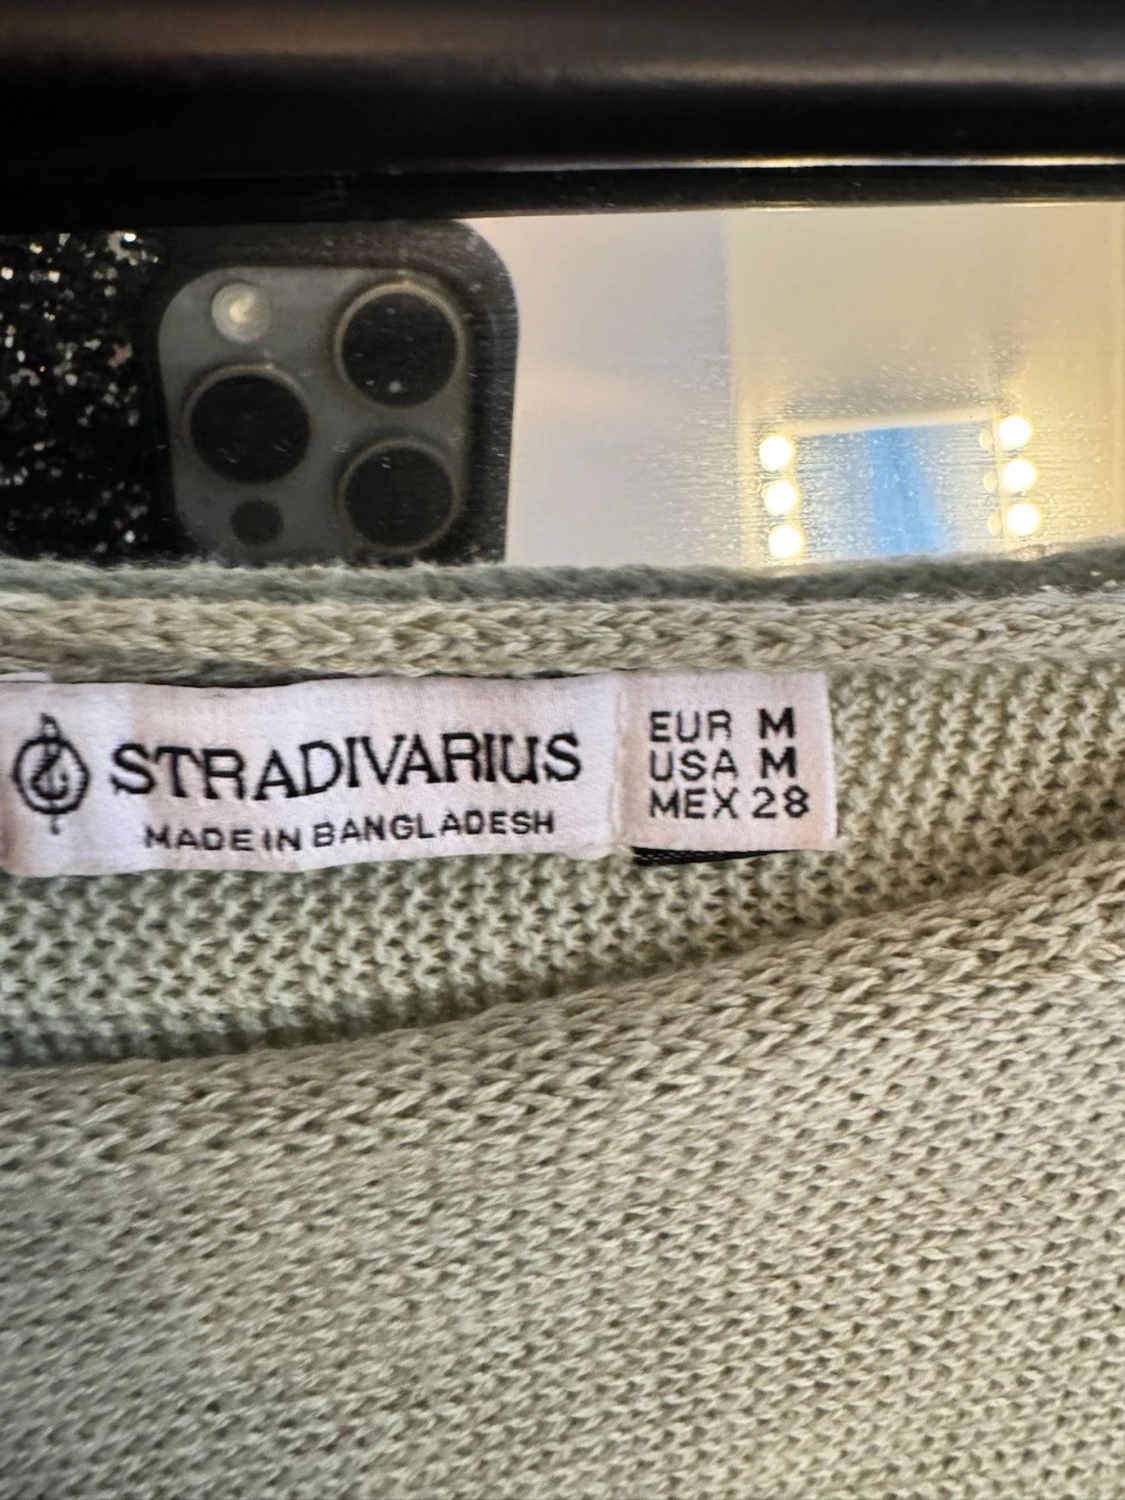 STRADIVARIUS
MADE IN BANGLADESH
EUR M
USA M
MEX 28